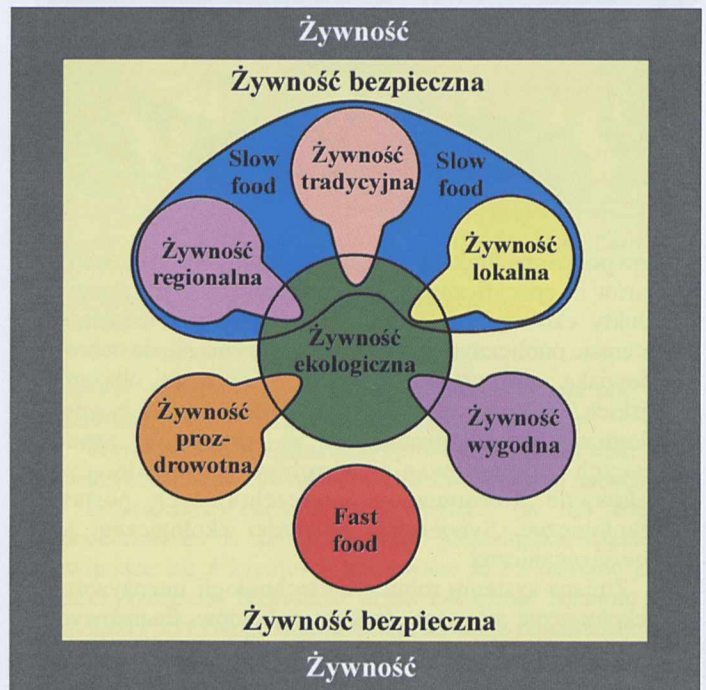 Żywność
Żywność bezpieczna
Slow
food
Żywność
tradycyjna
Slow
food
Żywność
regionalna
Żywność
lokalna
Żywność
ekologiczna
Żywność
proz-
drowotna
Żywność
wygodna
Fast
food
Żywność bezpieczna
Żywność